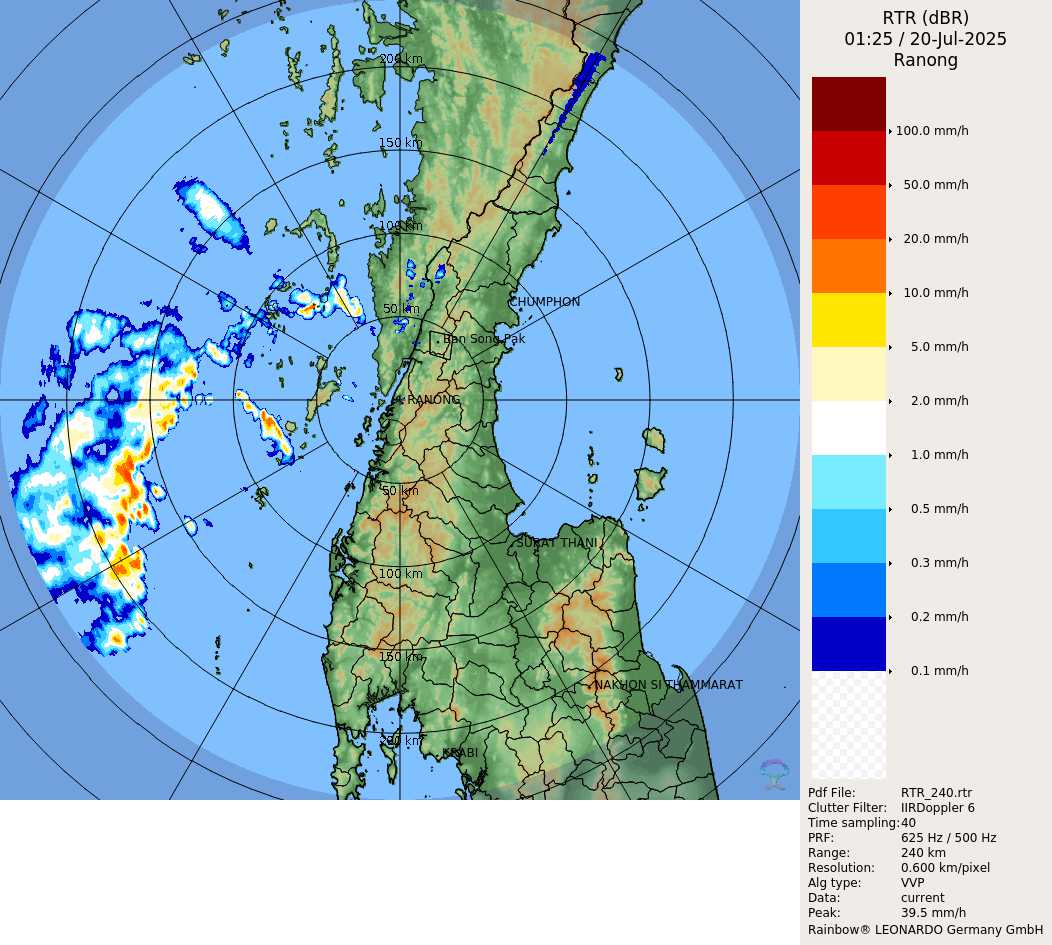 RTR (dBR)
01:25 / 20-Jul-2025
Ranong
200 km
150 km
100 km
50 km
CHUMPHON
Ban Song Pak
RANONG
50 km
SURAT THANI
100 km
150 km
NAKHON SI THAMMARAT
200 km
KRABI
100.0 mm/h
50.0 mm/h
20.0 mm/h
10.0 mm/h
5.0 mm/h
2.0 mm/h
1.0 mm/h
0.5 mm/h
0.3 mm/h
0.2 mm/h
0.1 mm/h
Pdf File: RTR_240.rtr
Clutter Filter: IIRDoppler 6
Time sampling: 40
PRF: 625 Hz / 500 Hz
Range: 240 km
Resolution: 0.600 km/pixel
Alg type: VVP
Data: current
Peak: 39.5 mm/h
Rainbow® LEONARDO Germany GmbH